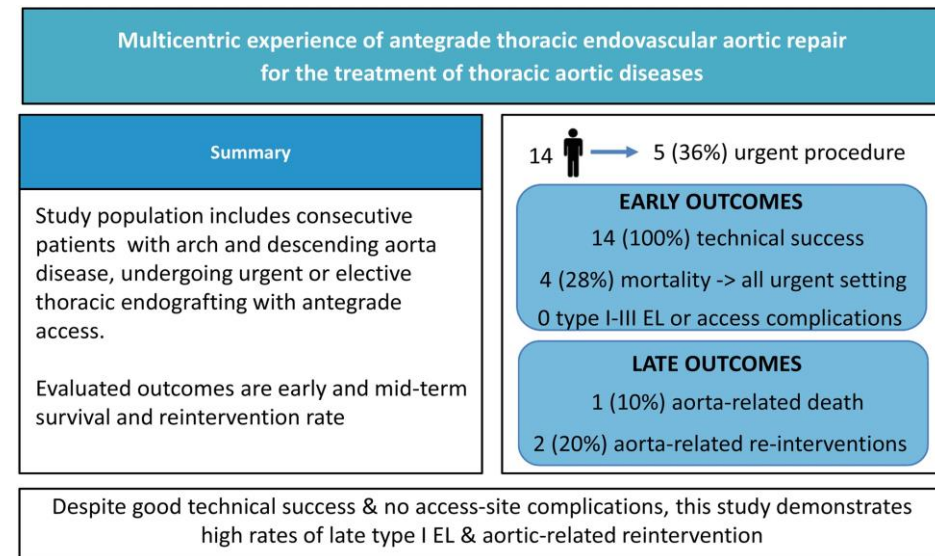 Multicentric experience of antegrade thoracic endovascular aortic repair
for the treatment of thoracic aortic diseases
Summary
Study population includes consecutive
patients with arch and descending aorta
disease, undergoing urgent or elective
thoracic endografting with antegrade
access.
Evaluated outcomes are early and mid-term
survival and reintervention rate
14 5 (36%) urgent procedure
EARLY OUTCOMES
14 (100%) technical success
4 (28%) mortality -> all urgent setting
0 type I-III EL or access complications
LATE OUTCOMES
1 (10%) aorta-related death
2 (20%) aorta-related re-interventions
Despite good technical success & no access-site complications, this study demonstrates
high rates of late type I EL & aortic-related reintervention